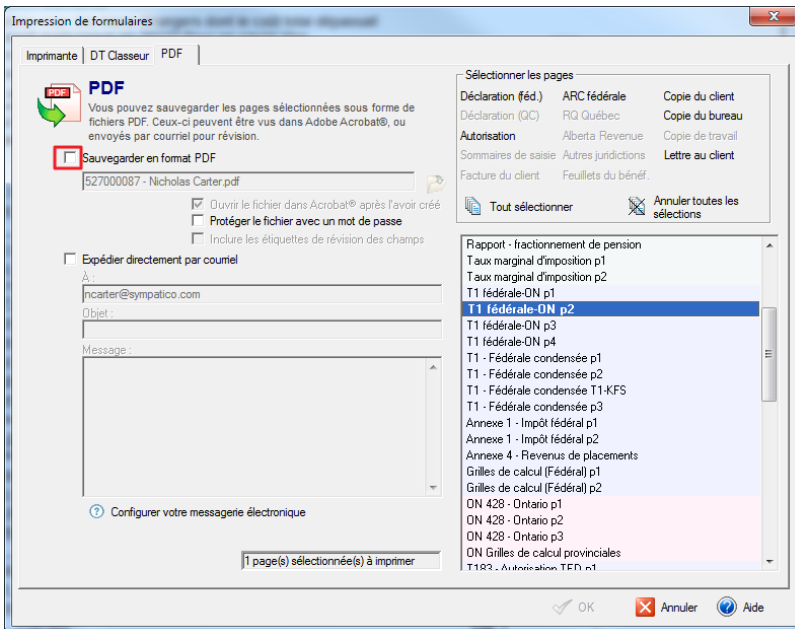 Impression de formulaires
Imprimante
DT Classeur
PDF
PDF
PDF
Vous pouvez sauvegarder les pages sélectionnées sous forme de
fichiers PDF. Ceux-ci peuvent être vus dans Adobe Acrobat®, ou
envoyés par courriel pour révision.
Sauvegarder en format PDF
527000087 - Nicholas Carter.pdf
Ouvrir le fichier dans Acrobat® après l'avoir créé
Protéger le fichier avec un mot de passe
Inclure les étiquettes de révision des champs
Expédier directement par courriel
À :
ncarter@sympatico.com
Objet :
Message :
Configurer votre messagerie électronique
1 page(s) sélectionnée(s) à imprimer
Sélectionner les pages
Déclaration (féd.) ARC fédérale Copie du client
Déclaration (QC) RQ Québec Copie du bureau
Autorisation Alberta Revenue Copie de travail
Sommaires de saisie Autres juridictions Lettre au client
Facture du client Feuillets du bénéf.
Tout sélectionner
Annuler toutes les
sélections
Rapport - fractionnement de pension
Taux marginal d'imposition p1
Taux marginal d'imposition p2
T1 fédérale-ON p1
T1 fédérale-ON p2
T1 fédérale-ON p3
T1 fédérale-ON p4
T1 - Fédérale condensée p1
T1 - Fédérale condensée p2
T1 - Fédérale condensée T1-KFS
T1 - Fédérale condensée p3
Annexe 1 - Impôt fédéral p1
Annexe 1 - Impôt fédéral p2
Annexe 4 - Revenus de placements
Grilles de calcul (Fédéral) p1
Grilles de calcul (Fédéral) p2
ON 428 - Ontario p1
ON 428 - Ontario p2
ON 428 - Ontario p3
ON Grilles de calcul provinciales
T183 - Autorisation TED p1
OK
Annuler
Aide